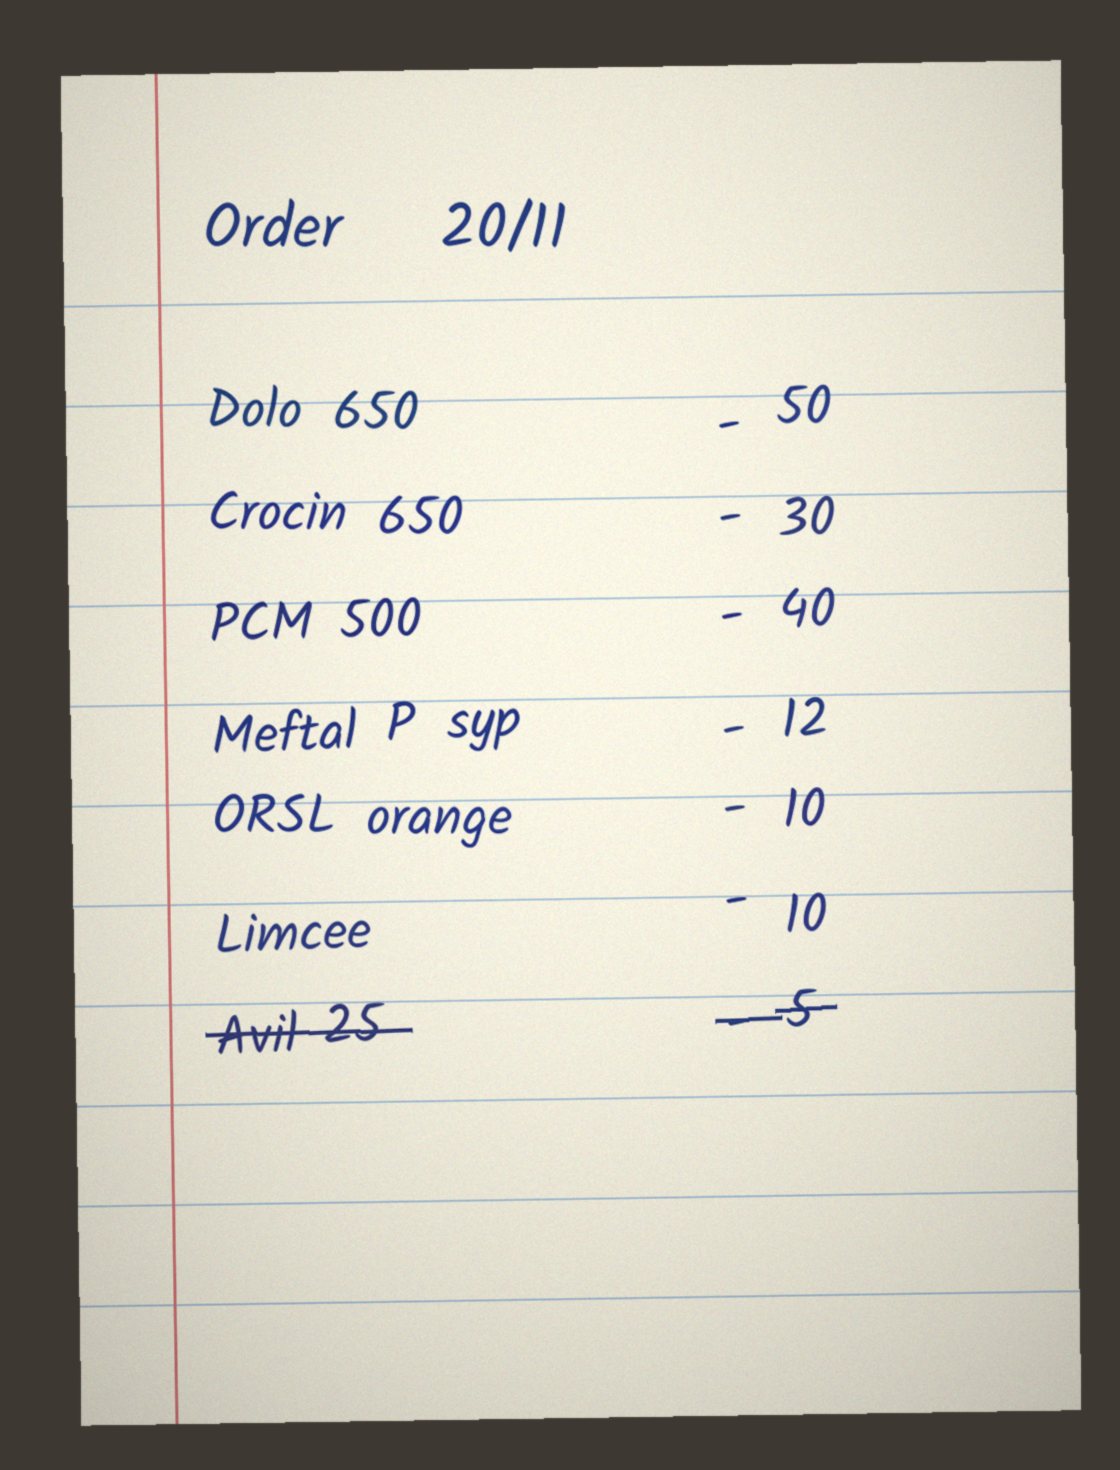 Order 20/11
Dolo 650 - 50
Crocin 650 - 30
PCM 500 - 40
Meftal P syp - 12
ORSL orange - 10
Limcee - 10
Avil 25 - 5